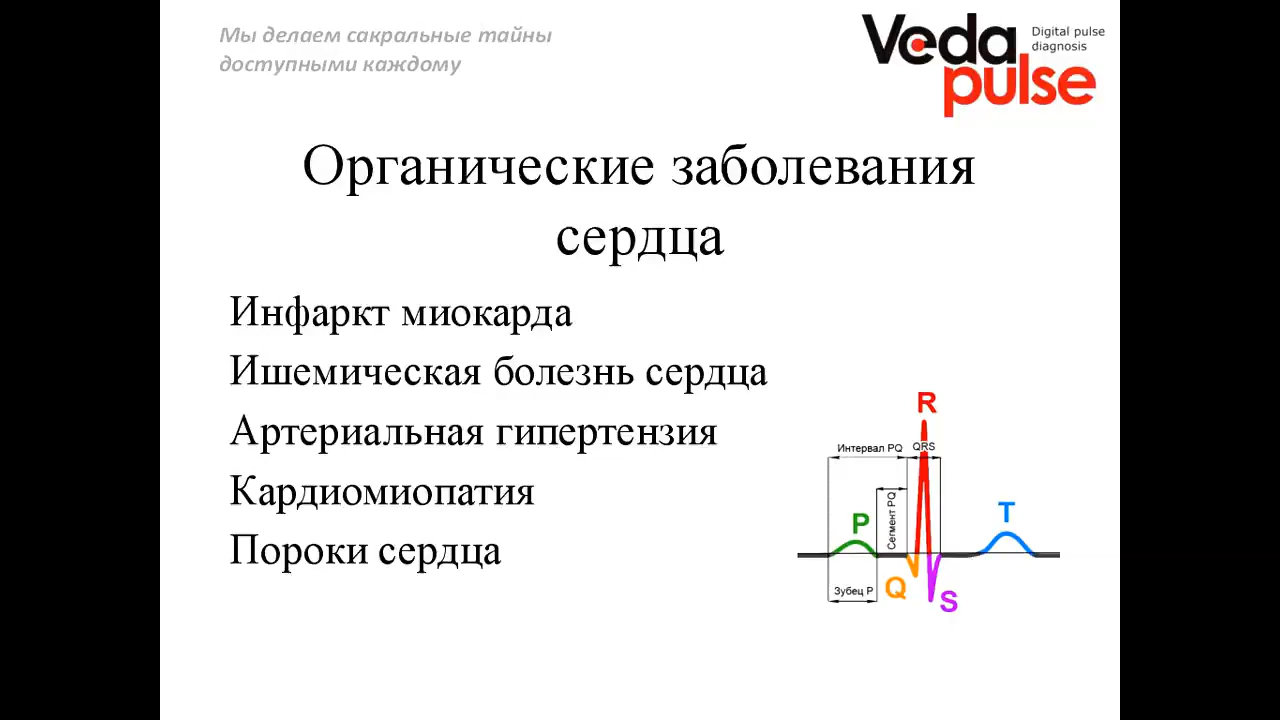 Мы делаем сакральные тайны
доступными каждому
Veda
pulse
Digital pulse
diagnosis
Органические заболевания
сердца
Инфаркт миокарда
Ишемическая болезнь сердца
Артериальная гипертензия
Кардиомиопатия
Пороки сердца
R
Интервал PQ
QRS
Сегмент PQ
P
T
Q
S
Зубец P